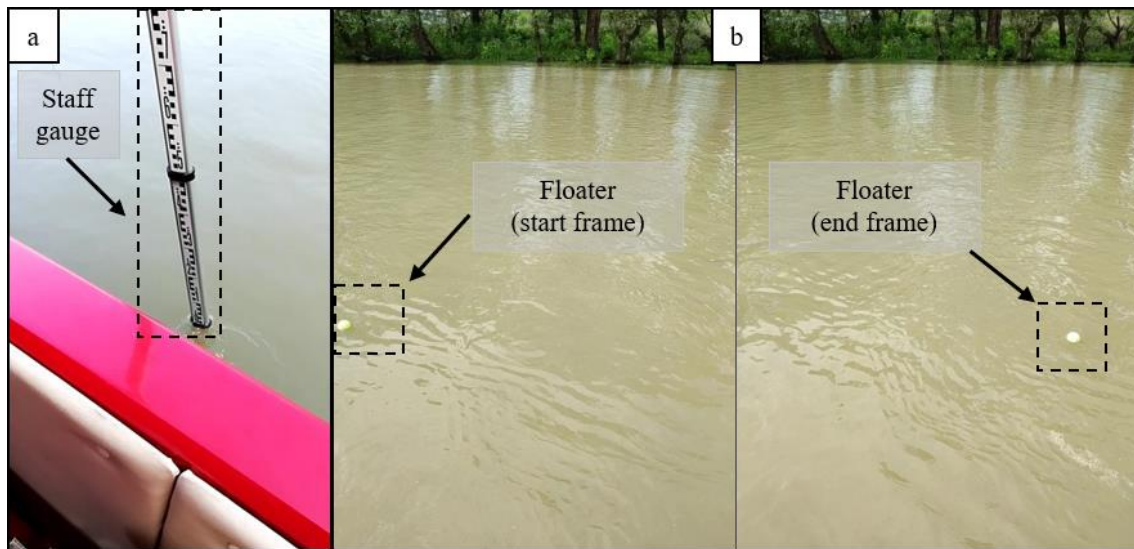 a
Staff
gauge
b
Floater
(start frame)
Floater
(end frame)